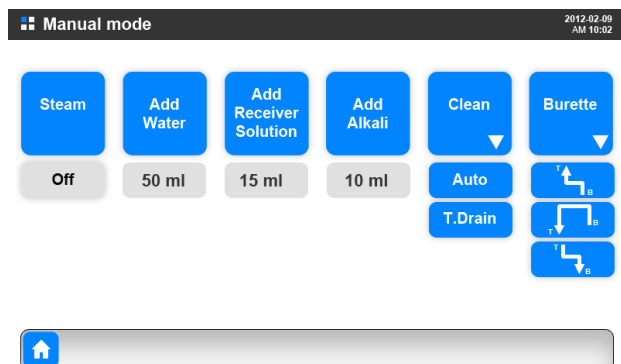 Manual mode
2012-02-09
AM 10:02
Steam
Add
Water
Add
Receiver
Solution
Add
Alkali
Clean
Burette
Off
50 ml
15 ml
10 ml
Auto
T.Drain
T
B
T
B
T
B